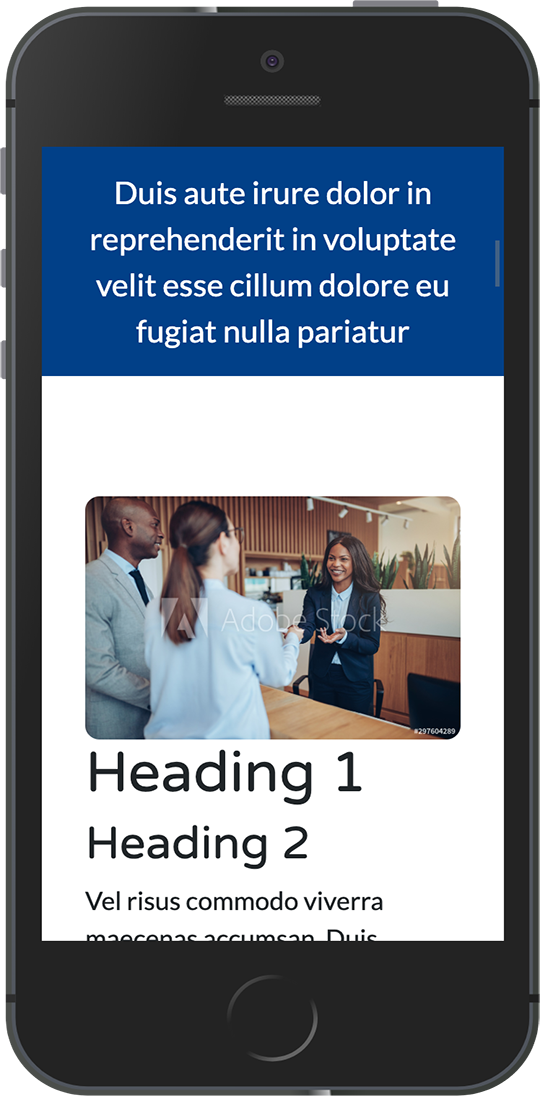 Duis aute irure dolor in
reprehenderit in voluptate
velit esse cillum dolore eu
fugiat nulla pariatur
Adobe Stock
#297604289
Heading 1
Heading 2
Vel risus commodo viverra
maecenas accumsan. Duis